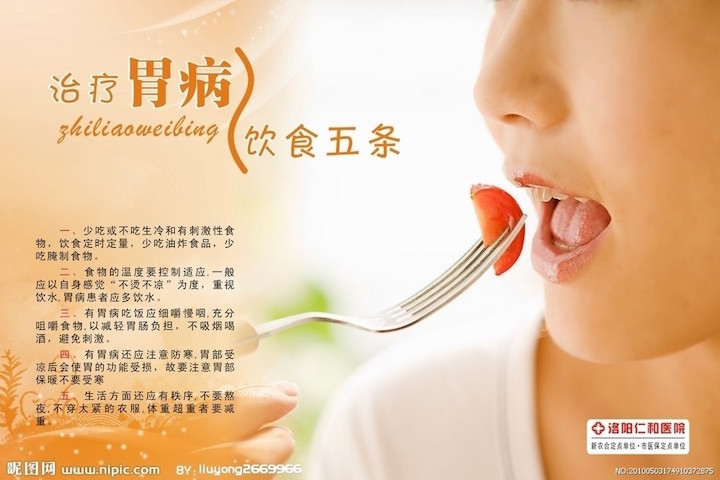 治疗胃病
zhiliaoweibing
饮食五条
一、少吃或不吃生冷和有刺激性食
物，饮食定时定量，少吃油炸食品，少
吃腌制食物。
二、食物的温度要控制适应,一般
应以自身感觉“不烫不凉”为度，重视
饮水,胃病患者应多饮水。
三、有胃病吃饭应细嚼慢咽,充分
咀嚼食物,以减轻胃肠负担，不吸烟喝
酒，避免刺激。
四、有胃病还应注意防寒,胃部受
凉后会使胃的功能受损，故要注意胃部
保暖不要受寒
五、生活方面还应有秩序,不要熬
夜,不穿太紧的衣服,体重超重者要减
重。
洛阳仁和医院
新农合定点单位·市医保定点单位
昵图网 www.nipic.com BY: liuyong2669966
NO:20100503174910372875